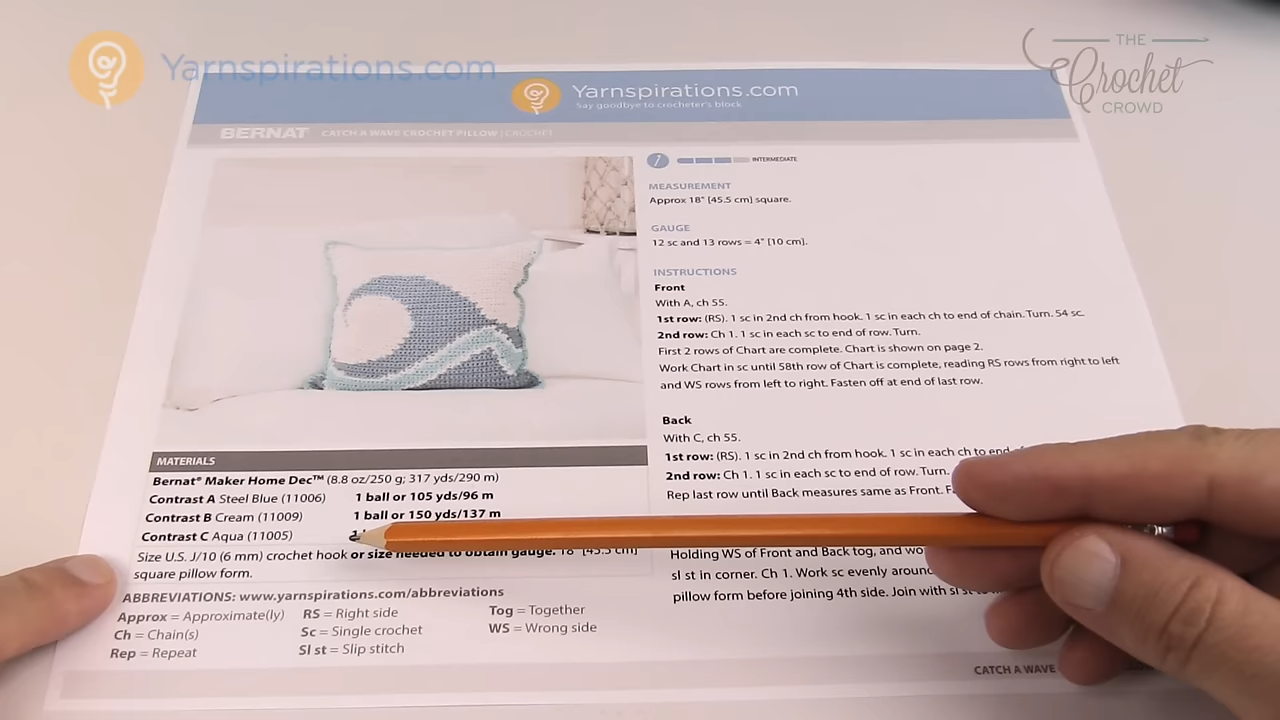 Yarnspirations.com
THE
Crochet
CROWD
Yarnspirations.com
Say goodbye to crocheter's block
BERNAT CATCH A WAVE CROCHET PILLOW | CROCHET
INTERMEDIATE
MEASUREMENT
Approx 18" [45.5 cm] square.
GAUGE
12 sc and 13 rows = 4" [10 cm].
INSTRUCTIONS
Front
With A, ch 55.
1st row: (RS). 1 sc in 2nd ch from hook. 1 sc in each ch to end of chain. Turn. 54 sc.
2nd row: Ch 1. 1 sc in each sc to end of row. Turn.
First 2 rows of Chart are complete. Chart is shown on page 2.
Work Chart in sc until 58th row of Chart is complete, reading RS rows from right to left
and WS rows from left to right. Fasten off at end of last row.
Back
With C, ch 55.
1st row: (RS). 1 sc in 2nd ch from hook. 1 sc in each ch to end
2nd row: Ch 1. 1 sc in each sc to end of row. Turn.
Rep last row until Back measures same as Front.
Holding WS of Front and Back tog, and
sl st in corner. Ch 1. Work sc evenly
pillow form before joining 4th side. Join with sl st
CATCH A WAVE
MATERIALS
Bernat® Maker Home Dec™ (8.8 oz/250 g; 317 yds/290 m)
Contrast A Steel Blue (11006) 1 ball or 105 yds/96 m
Contrast B Cream (11009) 1 ball or 150 yds/137 m
Contrast C Aqua (11005)
Size U.S. J/10 (6 mm) crochet hook or size needed to obtain gauge. 18" [45.5 cm]
square pillow form.
ABBREVIATIONS: www.yarnspirations.com/abbreviations
Approx = Approximate(ly)
Ch = Chain(s)
Rep = Repeat
RS = Right side
Sc = Single crochet
Sl st = Slip stitch
Tog = Together
WS = Wrong side